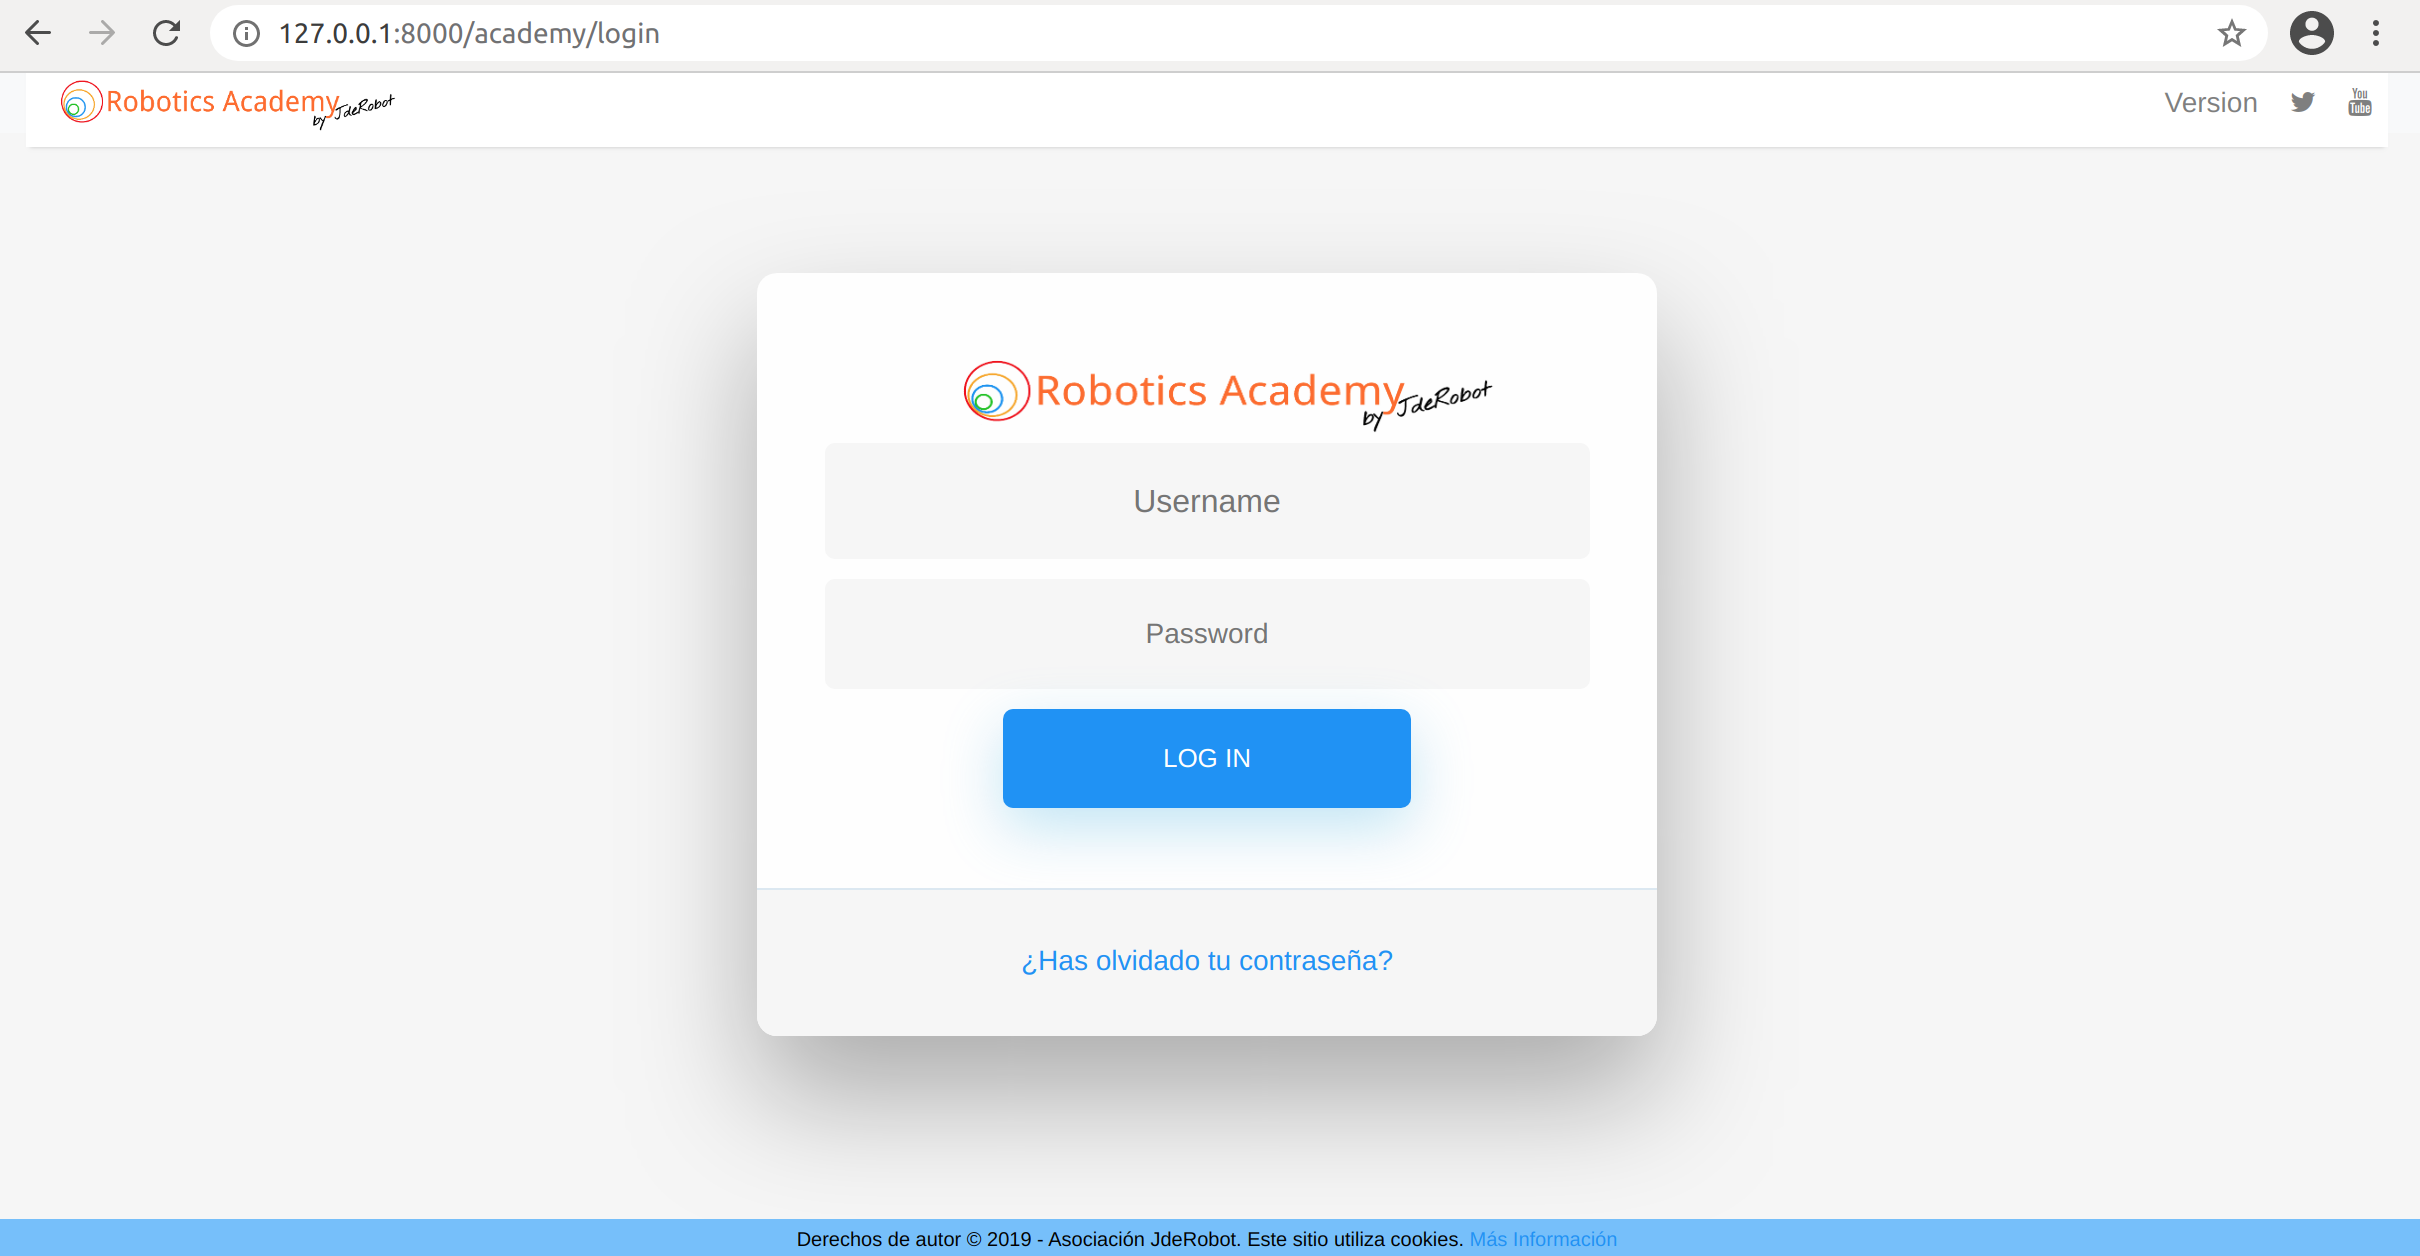 127.0.0.1:8000/academy/login
Robotics Academy by JdeRobot
Version
You Tube
Robotics Academy by JdeRobot
Username
Password
LOG IN
¿Has olvidado tu contraseña?
Derechos de autor © 2019 - Asociación JdeRobot. Este sitio utiliza cookies. Más Información